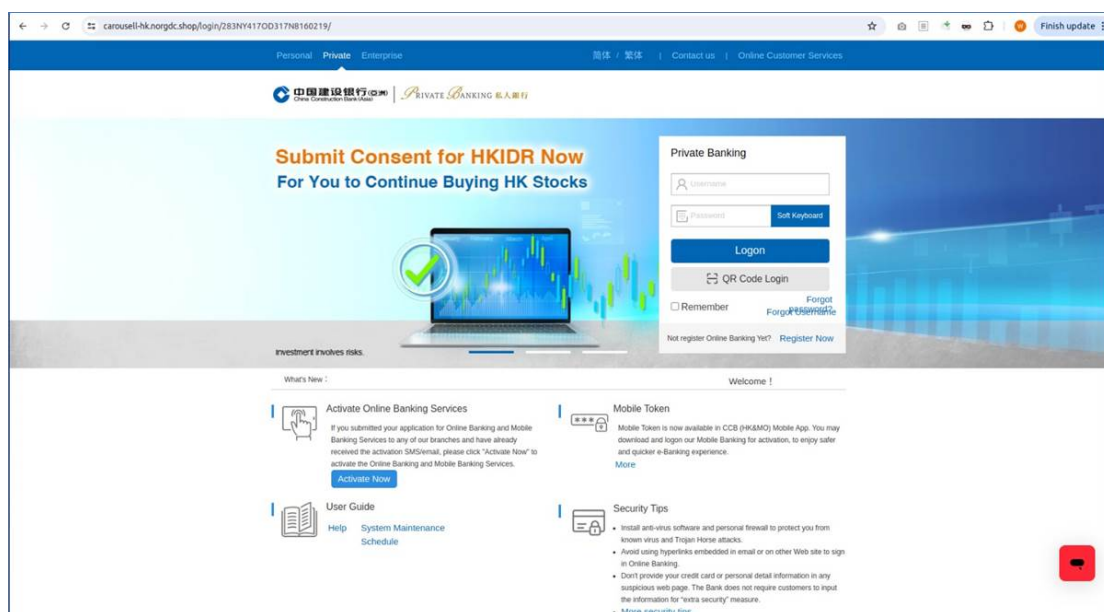 carousell-hk.norgdc.shop/login/283NY417OD317N8160219/
Finish update
Personal Private Enterprise
简体 / 繁体 | Contact us | Online Customer Services
中国建设银行(亞洲)
China Construction Bank (Asia)
PRIVATE BANKING 私人銀行
Submit Consent for HKIDR Now
For You to Continue Buying HK Stocks
Investment involves risks.
Private Banking
Username
Password
Soft Keyboard
Logon
QR Code Login
Remember
Forgot password?
Forgot Username
Not register Online Banking Yet? Register Now
What's New :
Welcome !
Activate Online Banking Services
If you submitted your application for Online Banking and Mobile
Banking Services to any of our branches and have already
received the activation SMS/email, please click "Activate Now" to
activate the Online Banking and Mobile Banking Services.
Activate Now
Mobile Token
Mobile Token is now available in CCB (HK&MO) Mobile App. You may
download and logon our Mobile Banking for activation, to enjoy safer
and quicker e-Banking experience.
More
User Guide
Help System Maintenance
Schedule
Security Tips
Install anti-virus software and personal firewall to protect you from
known virus and Trojan Horse attacks.
Avoid using hyperlinks embedded in email or on other Web site to sign
in Online Banking.
Don't provide your credit card or personal detail information in any
suspicious web page. The Bank does not require customers to input
the information for "extra security" measure.
More security tips